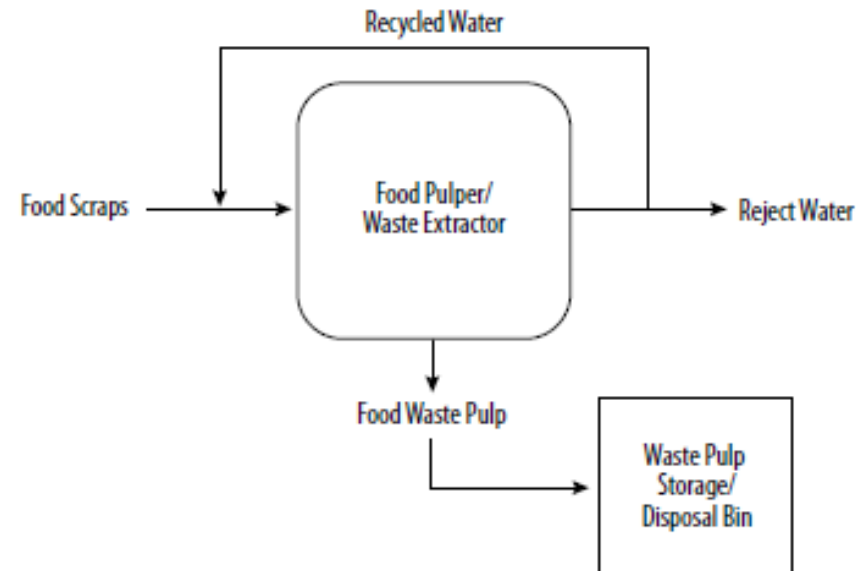 Recycled Water
Food Scraps
Food Pulper/
Waste Extractor
Reject Water
Food Waste Pulp
Waste Pulp
Storage/
Disposal Bin